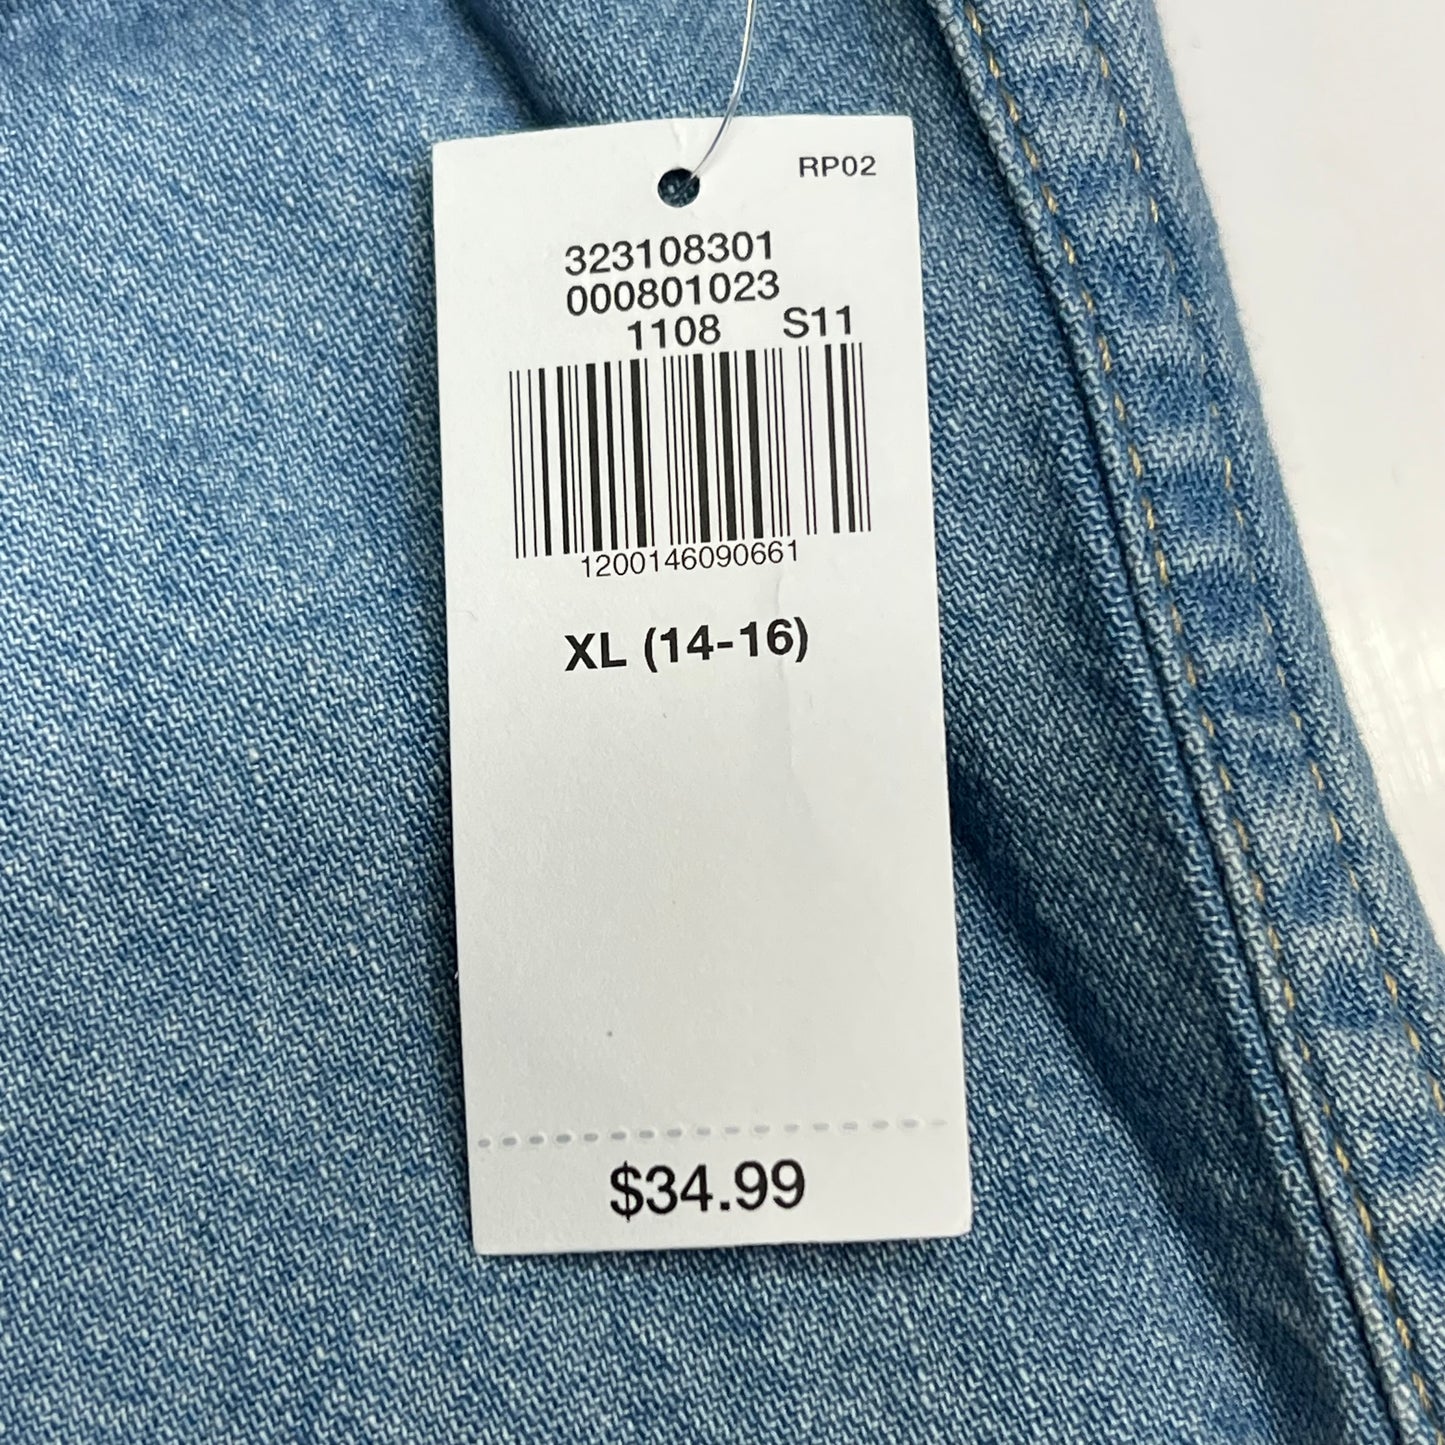 RP02
323108301
000801023
1108 S11
1200146090661
XL (14-16)
$34.99